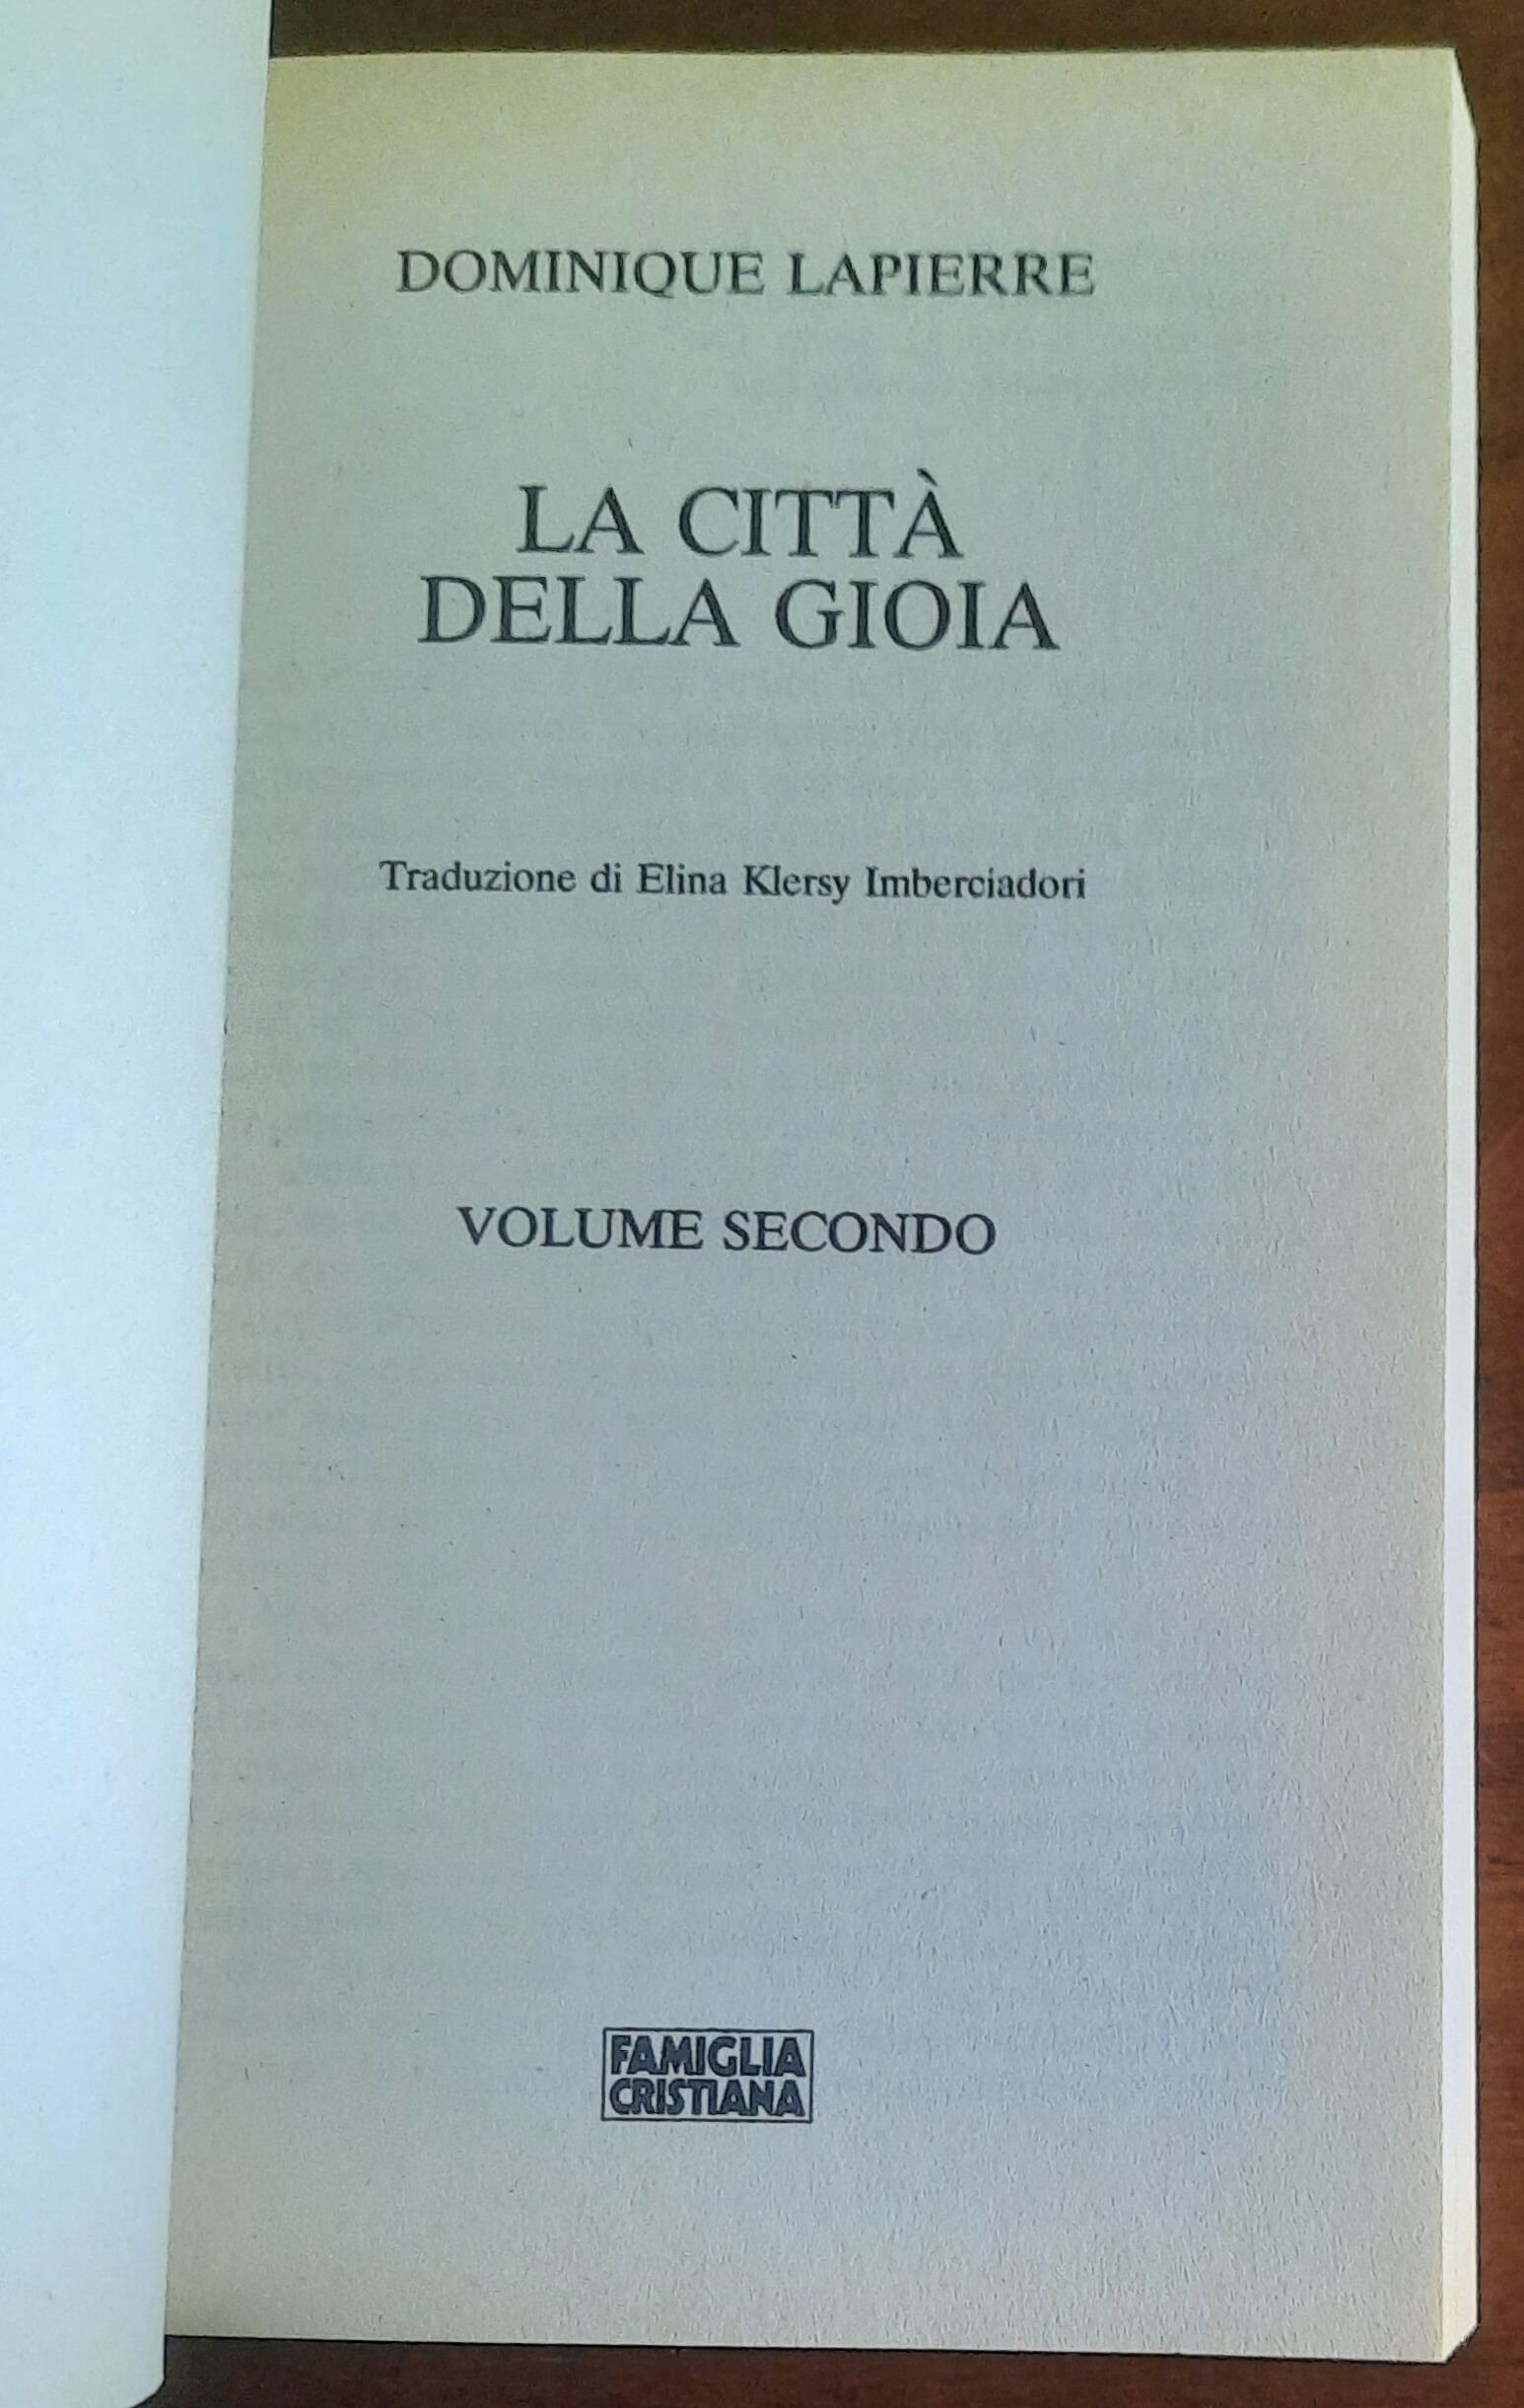 DOMINIQUE LAPIERRE
LA CITTÀ
DELLA GIOIA
Traduzione di Elina Klersy Imberciadori
VOLUME SECONDO
FAMIGLIA
CRISTIANA